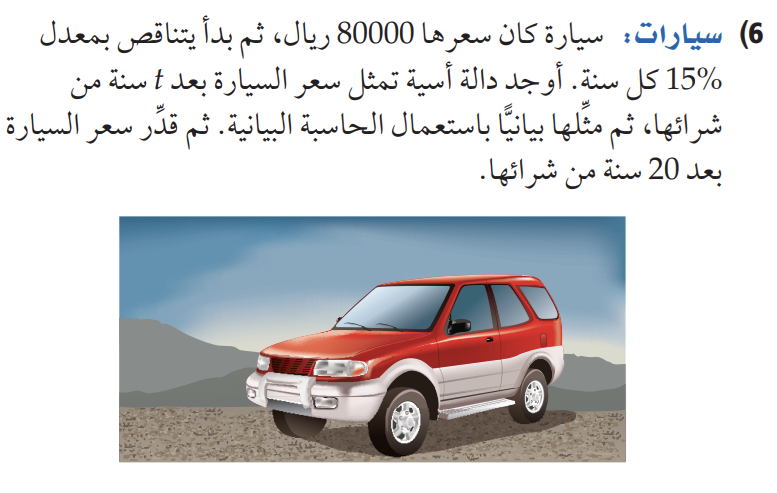 6) سيارات: سيارة كان سعرها 80000 ريال، ثم بدأ يتناقص بمعدل
15% كل سنة. أوجد دالة أسية تمثل سعر السيارة بعد t سنة من
شرائها، ثم مثِّلها بيانيًّا باستعمال الحاسبة البيانية. ثم قدِّر سعر السيارة
بعد 20 سنة من شرائها.